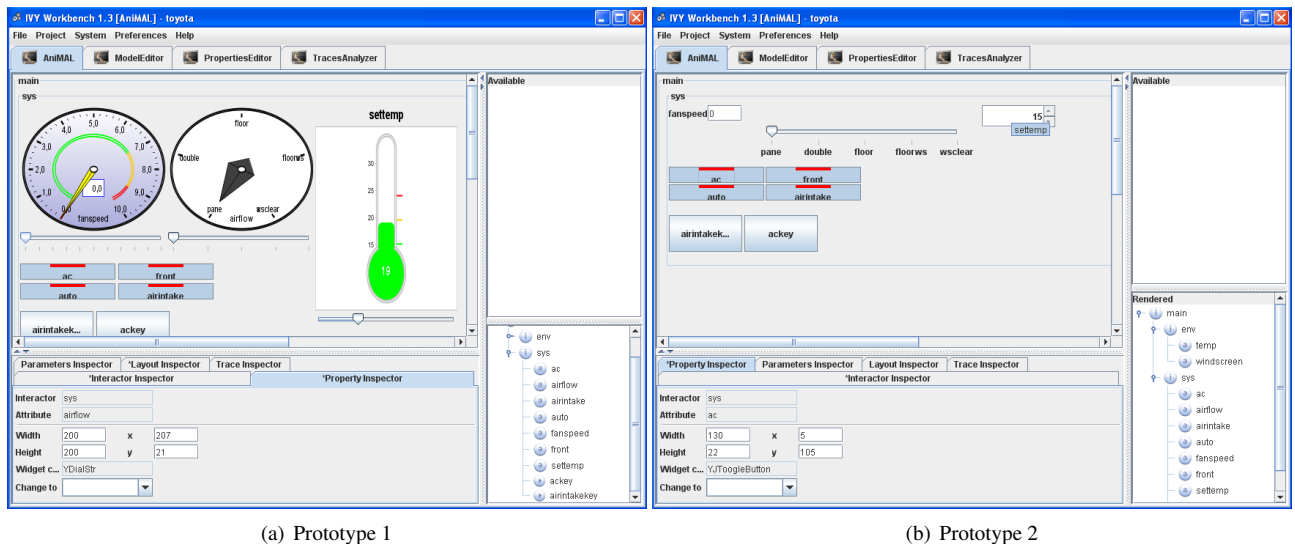 IVY Workbench 1.3 [AniMAL] - toyota
File Project System Preferences Help
AniMAL ModelEditor PropertiesEditor TracesAnalyzer
main
sys
fanspeed
0,0 1,0 2,0 3,0 4,0 5,0 6,0 7,0 8,0 9,0 10,0
0,0
floor
double floorws
pane wsclear
airflow
settemp
30
25
20
15
19
ac front
auto airintake
airintakek... ackey
Available
env
sys
ac
airflow
airintake
auto
fanspeed
front
settemp
ackey
airintakekey
Parameters Inspector *Layout Inspector Trace Inspector
*Interactor Inspector *Property Inspector
Interactor sys
Attribute airflow
Width 200 x 207
Height 200 y 21
Widget c... YDialStr
Change to
(a) Prototype 1
IVY Workbench 1.3 [AniMAL] - toyota
File Project System Preferences Help
AniMAL ModelEditor PropertiesEditor TracesAnalyzer
main
sys
fanspeed 0
15
settemp
pane double floor floorws wsclear
ac front
auto airintake
airintakek... ackey
Available
Rendered
main
env
temp
windscreen
sys
ac
airflow
airintake
auto
fanspeed
front
settemp
*Property Inspector Parameters Inspector Layout Inspector Trace Inspector
*Interactor Inspector
Interactor sys
Attribute ac
Width 130 x 5
Height 22 y 105
Widget c... YJToogleButton
Change to
(b) Prototype 2